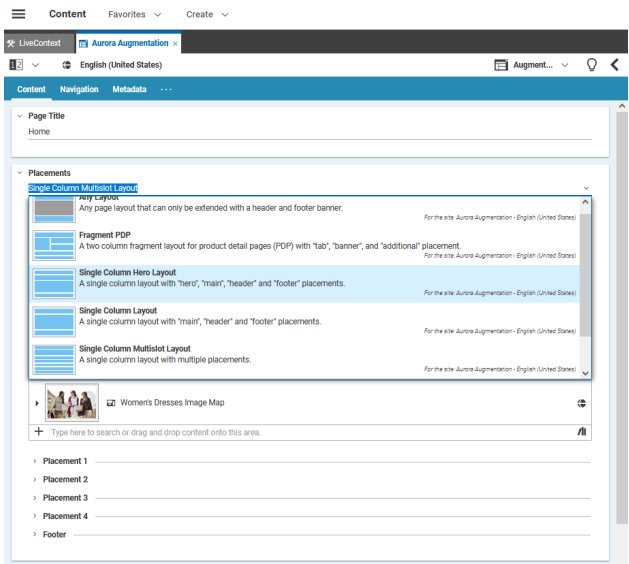 Content Favorites Create
LiveContext Aurora Augmentation ×
12 English (United States) Augment...
Content Navigation Metadata ...
Page Title
Home
Placements
Single Column Multislot Layout
Any Layout
Any page layout that can only be extended with a header and footer banner.
For the site: Aurora Augmentation - English (United States)
Fragment PDP
A two column fragment layout for product detail pages (PDP) with "tab", "banner", and "additional" placement.
For the site: Aurora Augmentation - English (United States)
Single Column Hero Layout
A single column layout with "hero", "main", "header" and "footer" placements.
For the site: Aurora Augmentation - English (United States)
Single Column Layout
A single column layout with "main", "header" and "footer" placements.
For the site: Aurora Augmentation - English (United States)
Single Column Multislot Layout
A single column layout with multiple placements.
For the site: Aurora Augmentation - English (United States)
Women's Dresses Image Map
Type here to search or drag and drop content onto this area.
Placement 1
Placement 2
Placement 3
Placement 4
Footer